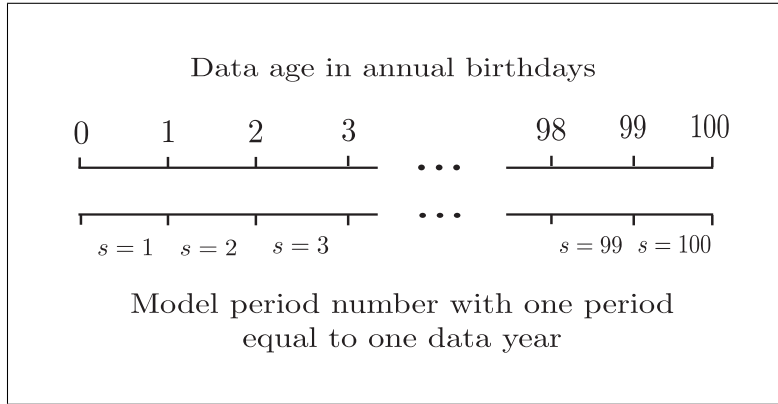 Data age in annual birthdays
0 1 2 3 98 99 100
s = 1 s = 2 s = 3 s = 99 s = 100
Model period number with one period
equal to one data year